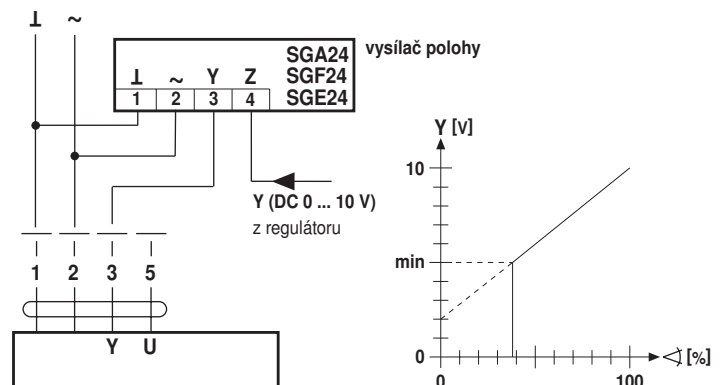 ⊥ ~
SGA24
SGF24
SGE24
vysílač polohy
⊥ ~ Y Z
1 2 3 4
Y (DC 0 ... 10 V)
z regulátoru
1 2 3 5
Y U
Y [V]
10
min
0
0 100
[%]